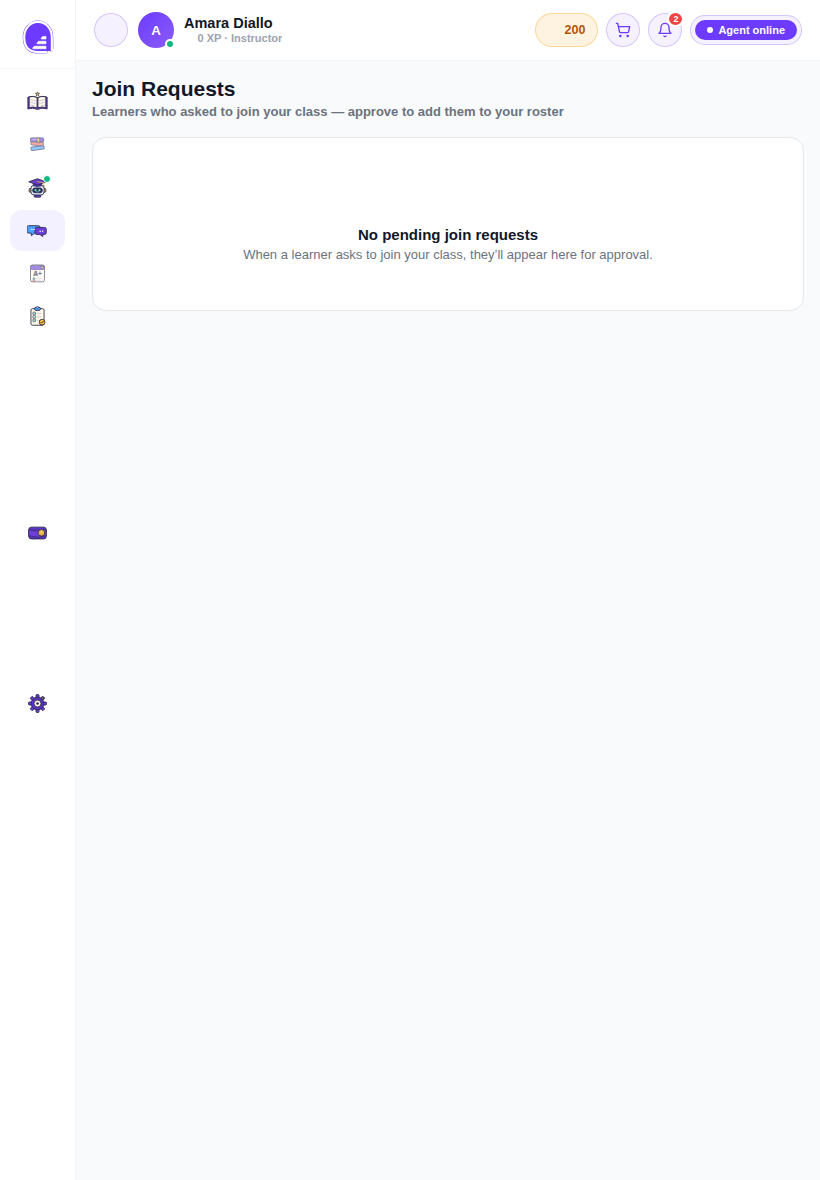 A
Amara Diallo
0 XP · Instructor
200
2
Agent online
Join Requests
Learners who asked to join your class — approve to add them to your roster
No pending join requests
When a learner asks to join your class, they’ll appear here for approval.
A+